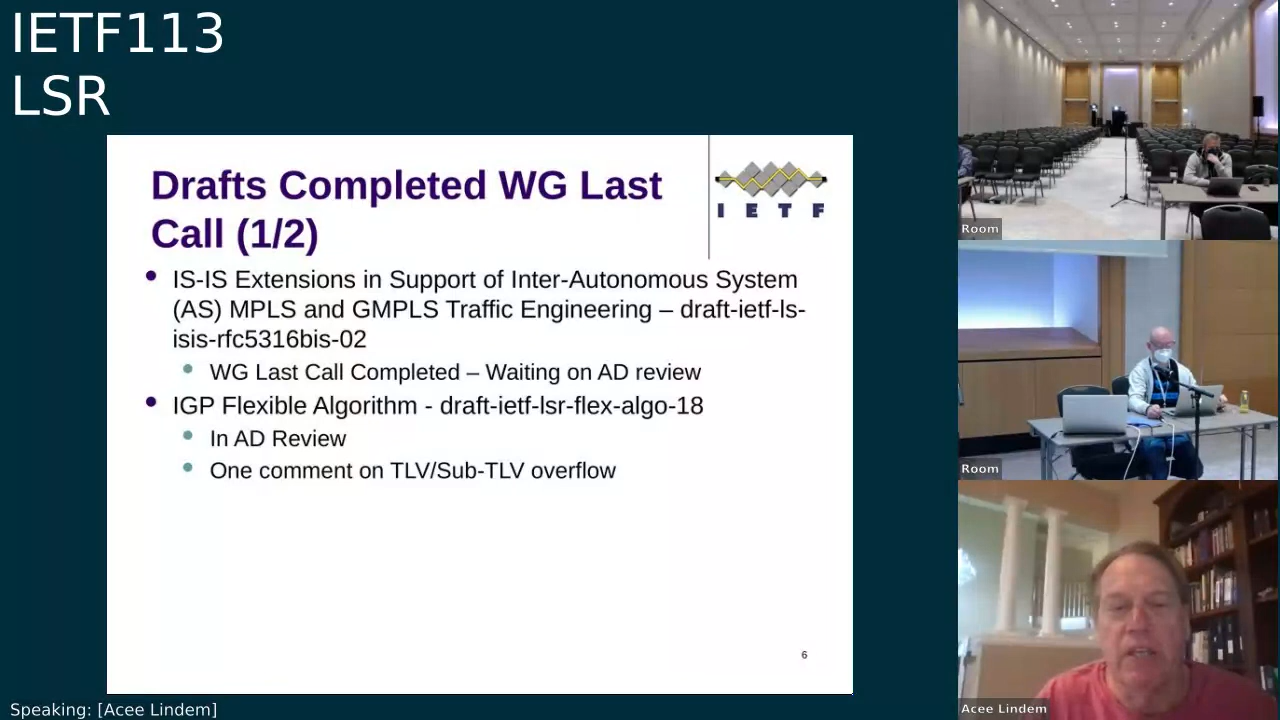 IETF113
LSR
Drafts Completed WG Last
Call (1/2)
I E T F
• IS-IS Extensions in Support of Inter-Autonomous System
(AS) MPLS and GMPLS Traffic Engineering – draft-ietf-ls-
isis-rfc5316bis-02
• WG Last Call Completed – Waiting on AD review
• IGP Flexible Algorithm - draft-ietf-lsr-flex-algo-18
• In AD Review
• One comment on TLV/Sub-TLV overflow
6
Room
Room
Acee Lindem
Speaking: [Acee Lindem]